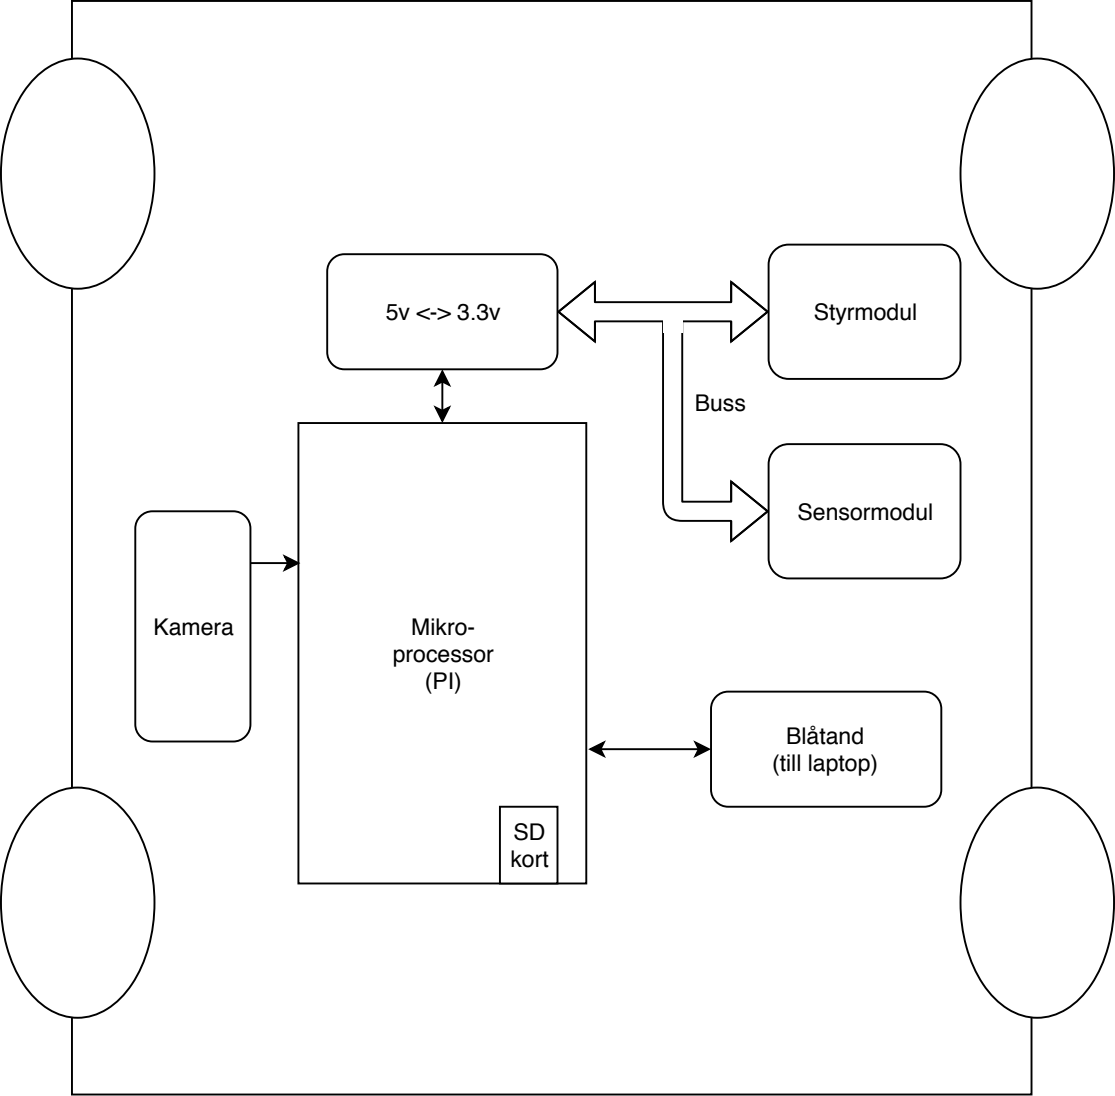 5v <-> 3.3v
Styrmodul
Buss
Sensormodul
Kamera
Mikro-
processor
(PI)
Blåtand
(till laptop)
SD
kort